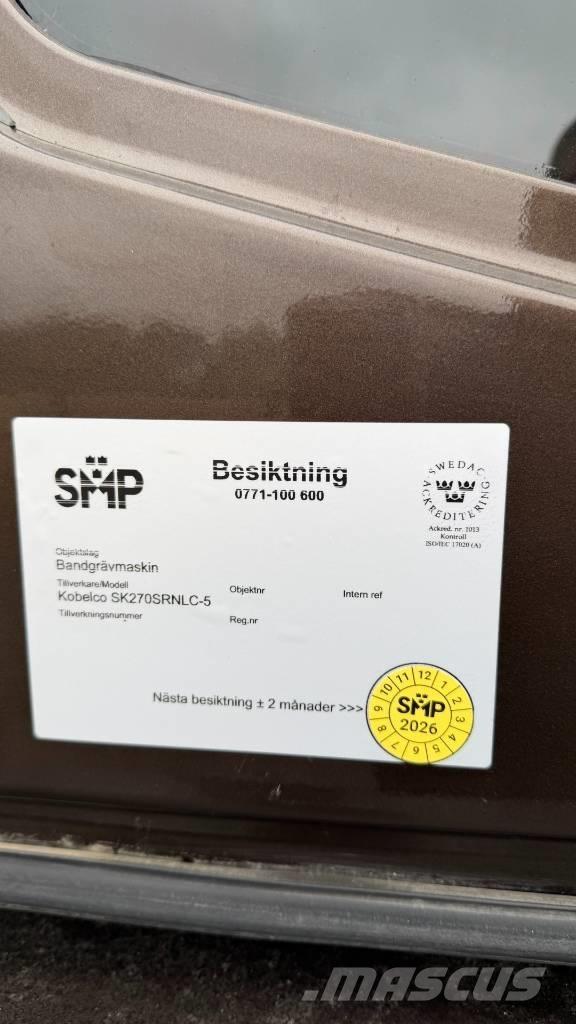 SMP
Besiktning
0771-100 600
SWEDAC
ACKREDITERING
Ackred. nr. 1013
Kontroll
ISO/IEC 17020 (A)
Objektslag
Bandgrävmaskin
Tillverkare/Modell
Kobelco SK270SRNLC-5
Tillverkningsnummer
Objektnr
Intern ref
Reg.nr
Nästa besiktning ± 2 månader >>>
1 2 3 4 5 6 7 8 9 10 11 12
SMP
2026
MASCUS